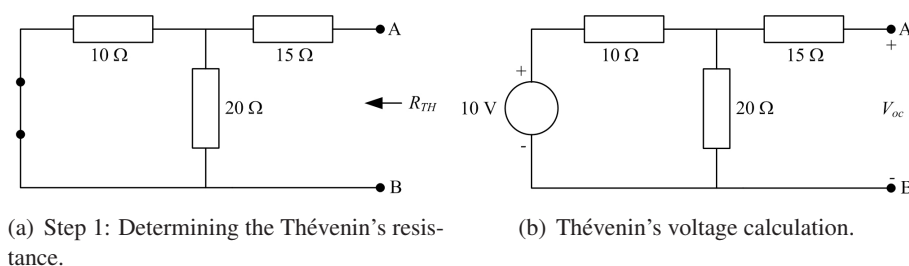 A
10 Ω
15 Ω
20 Ω
R_TH
B
A
+
10 Ω
15 Ω
+
10 V
20 Ω
V_oc
-
-
B
(a) Step 1: Determining the Thévenin's resis-
tance.
(b) Thévenin's voltage calculation.